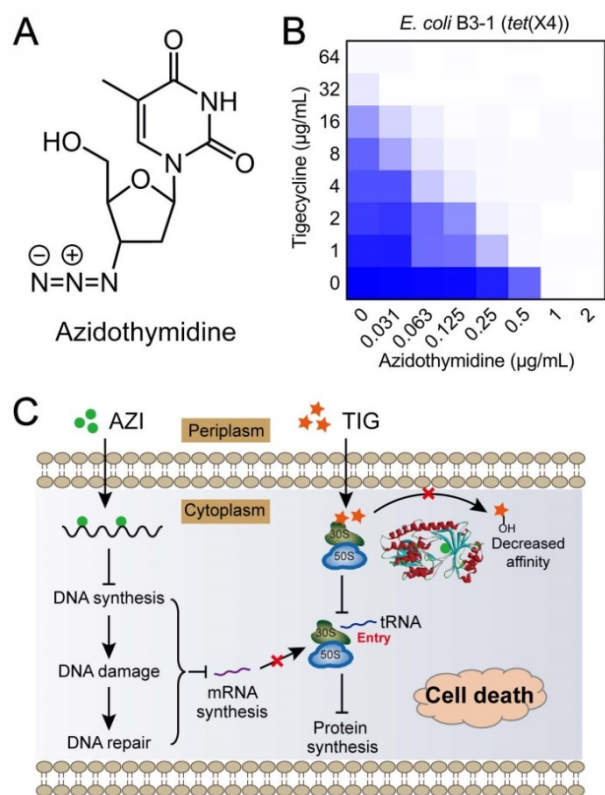 A
O
NH
N
O
HO
O
⊖ ⊕
N=N=N
Azidothymidine
B
E. coli B3-1 (tet(X4))
Tigecycline (µg/mL)
64
32
16
8
4
2
1
0
0 0.031 0.063 0.125 0.25 0.5 1 2
Azidothymidine (µg/mL)
C
AZI Periplasm TIG
Cytoplasm
30S
50S
OH
Decreased
affinity
DNA synthesis
30S
50S
tRNA
Entry
DNA damage
mRNA
synthesis
Cell death
DNA repair
Protein
synthesis